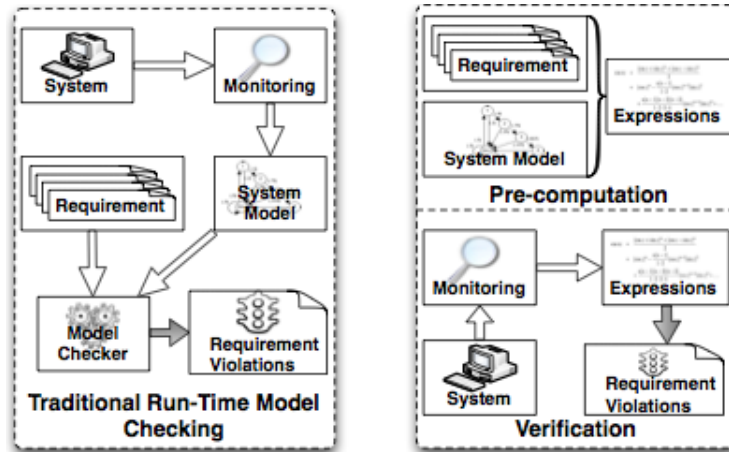 System
Monitoring
Requirement
System
Model
Model
Checker
Requirement
Violations
Traditional Run-Time Model
Checking
Requirement
System Model
Expressions
Pre-computation
Monitoring
Expressions
System
Requirement
Violations
Verification